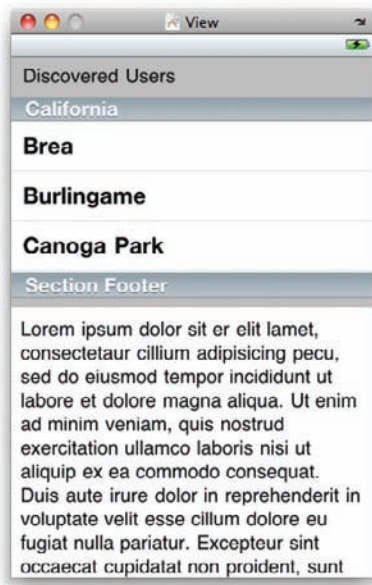 View
Discovered Users
California
Brea
Burlingame
Canoga Park
Section Footer
Lorem ipsum dolor sit er elit lamet,
consectetaur cillium adipisicing pecu,
sed do eiusmod tempor incididunt ut
labore et dolore magna aliqua. Ut enim
ad minim veniam, quis nostrud
exercitation ullamco laboris nisi ut
aliquip ex ea commodo consequat.
Duis aute irure dolor in reprehenderit in
voluptate velit esse cillum dolore eu
fugiat nulla pariatur. Excepteur sint
occaecat cupidatat non proident, sunt